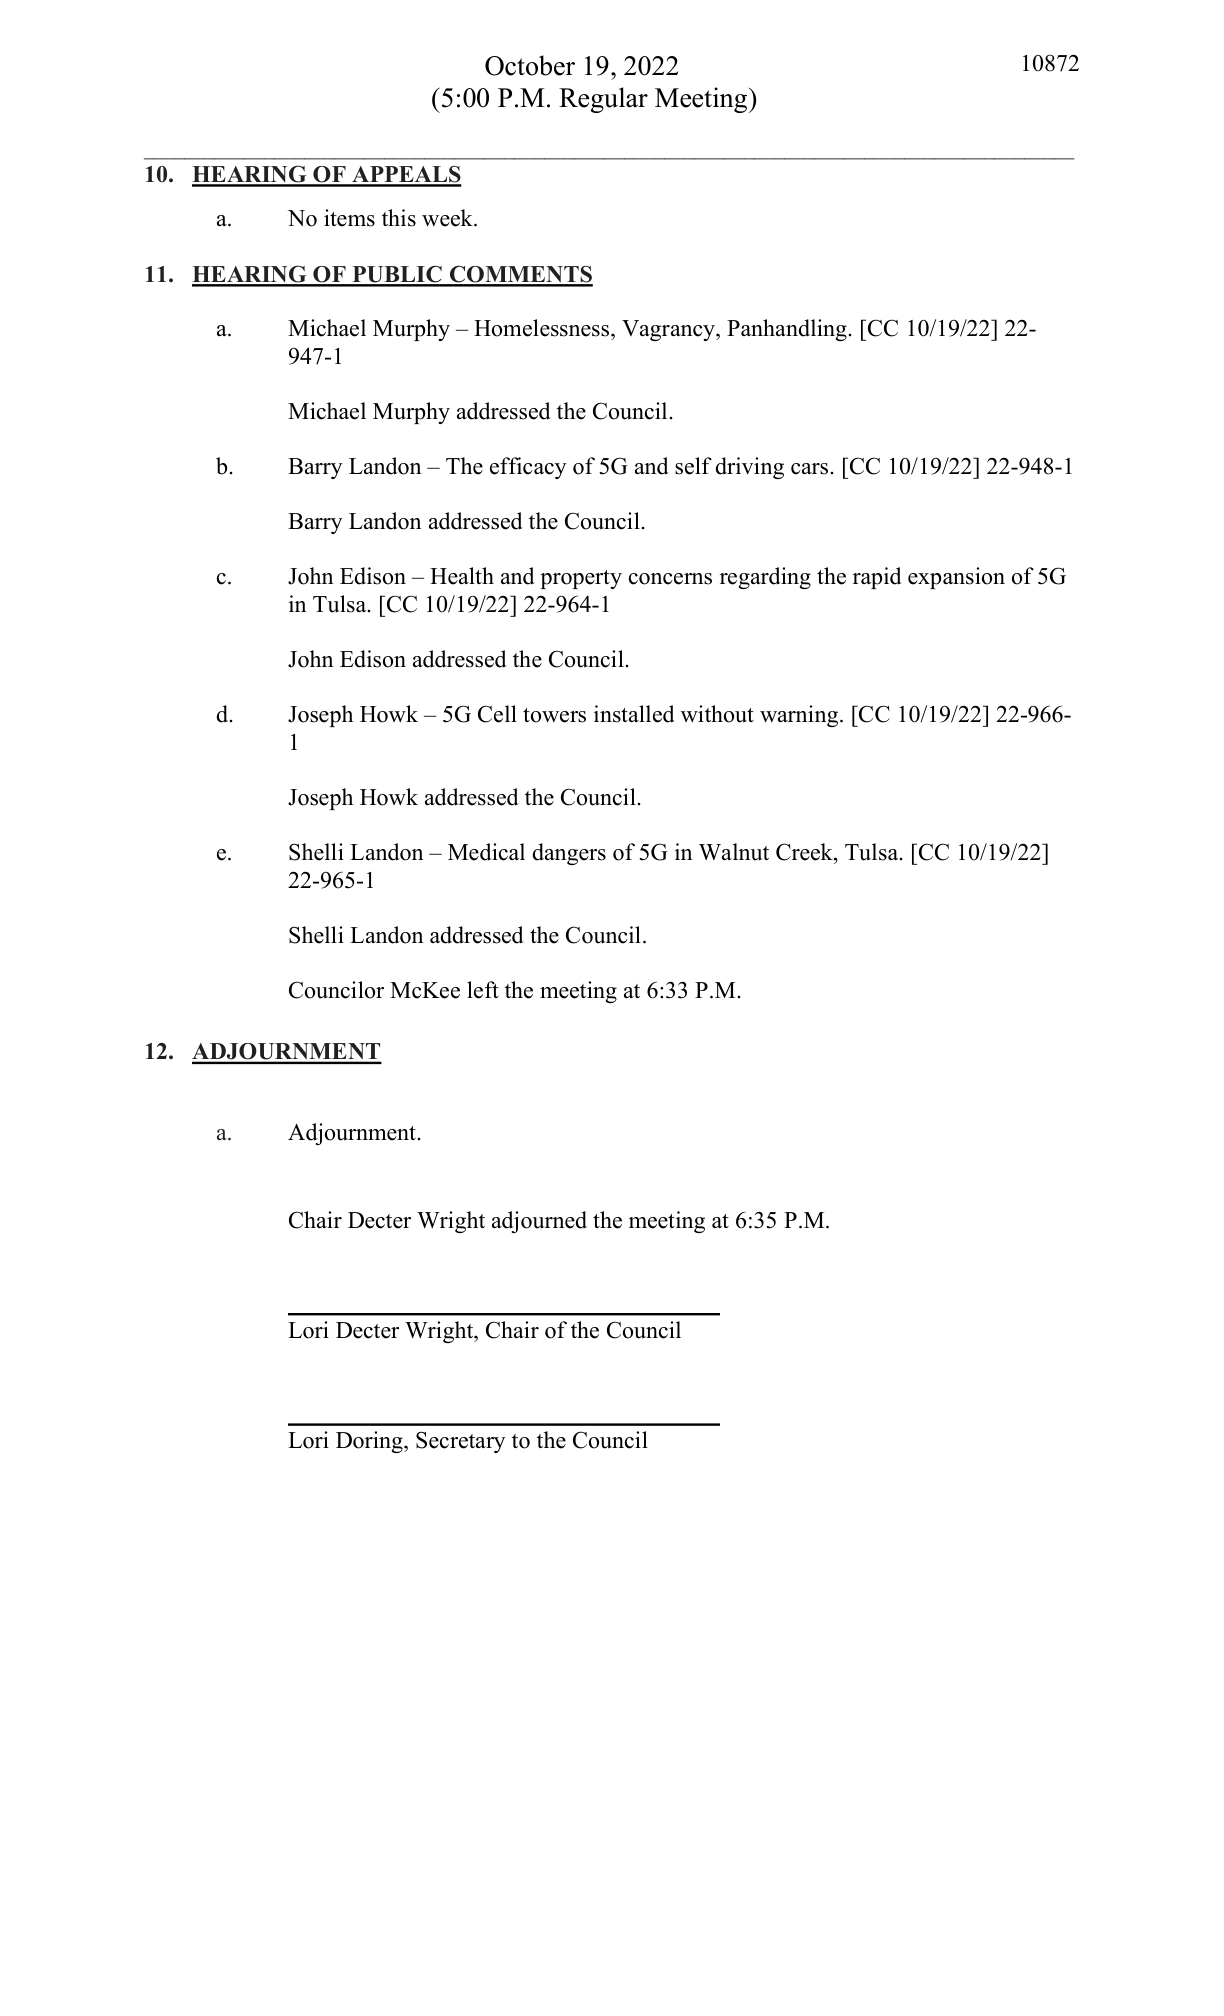 October 19, 2022
10872
(5:00 P.M. Regular Meeting)
10. HEARING OF APPEALS
a. No items this week.
11. HEARING OF PUBLIC COMMENTS
a. Michael Murphy – Homelessness, Vagrancy, Panhandling. [CC 10/19/22] 22-
947-1
Michael Murphy addressed the Council.
b. Barry Landon – The efficacy of 5G and self driving cars. [CC 10/19/22] 22-948-1
Barry Landon addressed the Council.
c. John Edison – Health and property concerns regarding the rapid expansion of 5G
in Tulsa. [CC 10/19/22] 22-964-1
John Edison addressed the Council.
d. Joseph Howk – 5G Cell towers installed without warning. [CC 10/19/22] 22-966-
1
Joseph Howk addressed the Council.
e. Shelli Landon – Medical dangers of 5G in Walnut Creek, Tulsa. [CC 10/19/22]
22-965-1
Shelli Landon addressed the Council.
Councilor McKee left the meeting at 6:33 P.M.
12. ADJOURNMENT
a. Adjournment.
Chair Decter Wright adjourned the meeting at 6:35 P.M.
Lori Decter Wright, Chair of the Council
Lori Doring, Secretary to the Council